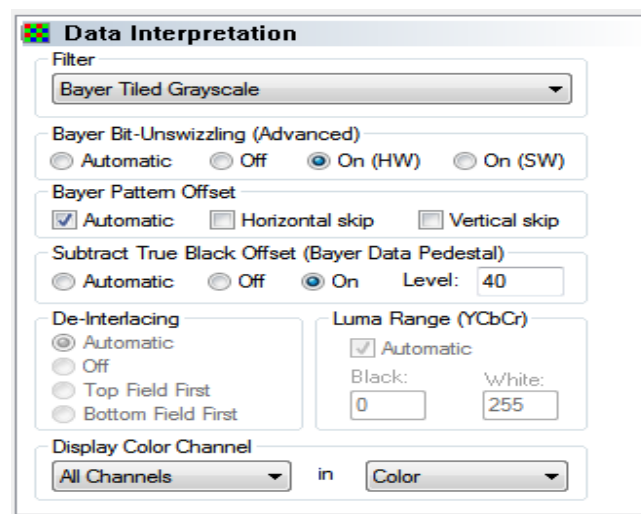 Data Interpretation
Filter
Bayer Tiled Grayscale
Bayer Bit-Unswizzling (Advanced)
Automatic Off On (HW) On (SW)
Bayer Pattern Offset
Automatic Horizontal skip Vertical skip
Subtract True Black Offset (Bayer Data Pedestal)
Automatic Off On Level: 40
De-Interlacing
Automatic
Off
Top Field First
Bottom Field First
Luma Range (YCbCr)
Automatic
Black: White:
0 255
Display Color Channel
All Channels in Color